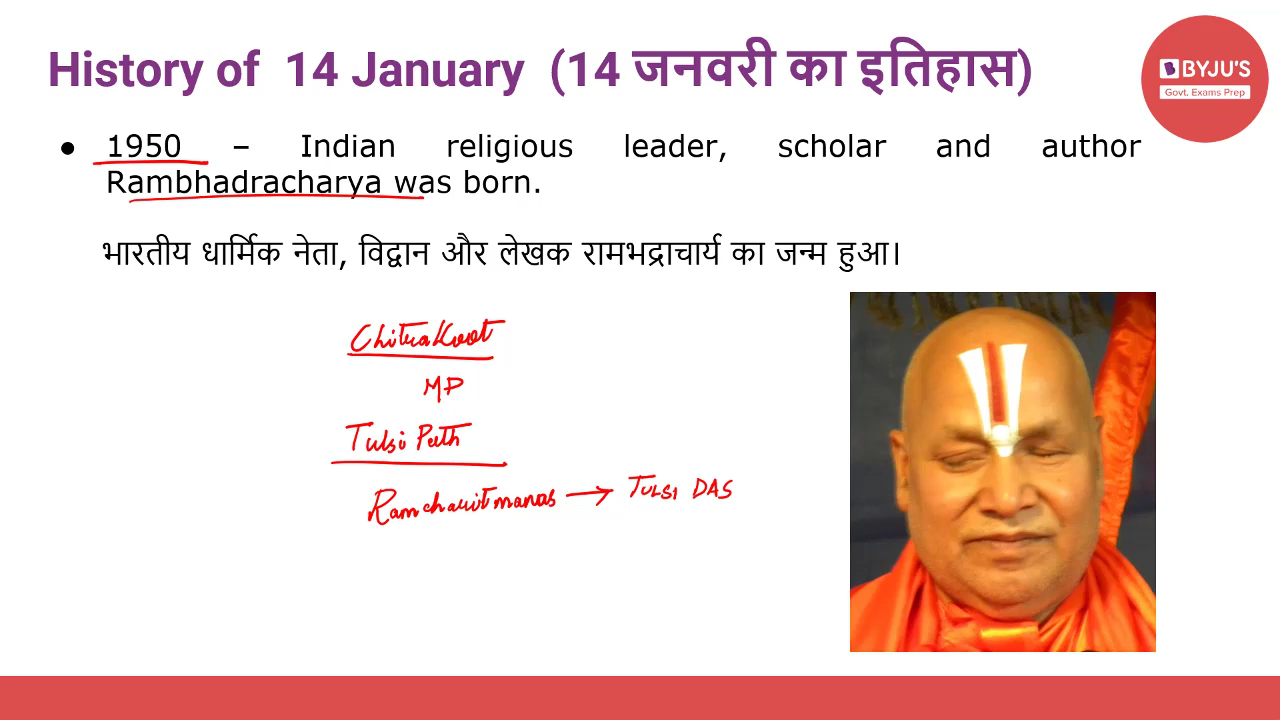 History of 14 January (14 जनवरी का इतिहास)
BYJU'S
Govt. Exams Prep
● 1950 – Indian religious leader, scholar and author
Rambhadracharya was born.
भारतीय धार्मिक नेता, विद्वान और लेखक रामभद्राचार्य का जन्म हुआ।
Chitrakoot
MP
Tulsi Peeth
Ramcharitmanas → TULSI DAS